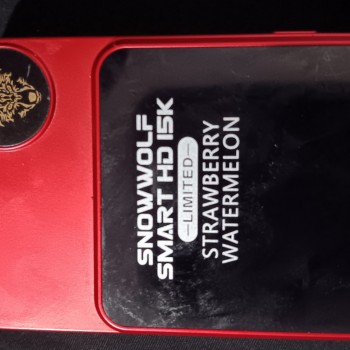 SNOWWOLF
SMART HD 15K
LIMITED
STRAWBERRY
WATERMELON